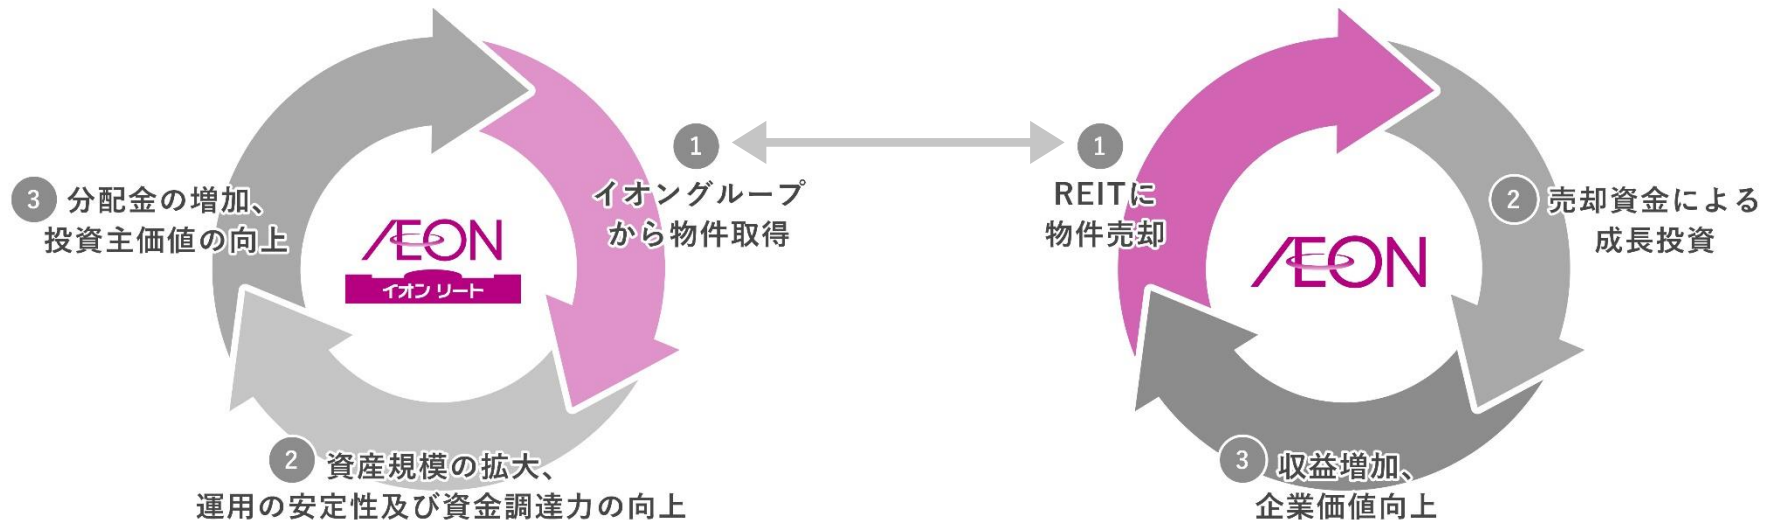 1
イオングループ
から物件取得
2 資産規模の拡大、
運用の安定性及び資金調達力の向上
3 分配金の増加、
投資主価値の向上
ÆON
イオン リート
1
REITに
物件売却
2 売却資金による
成長投資
3 収益増加、
企業価値向上
ÆON